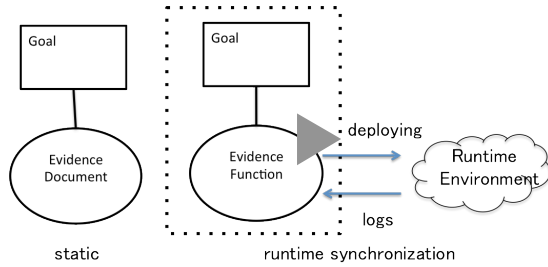 Goal
Evidence
Document
static
Goal
Evidence
Function
deploying
logs
Runtime
Environment
runtime synchronization